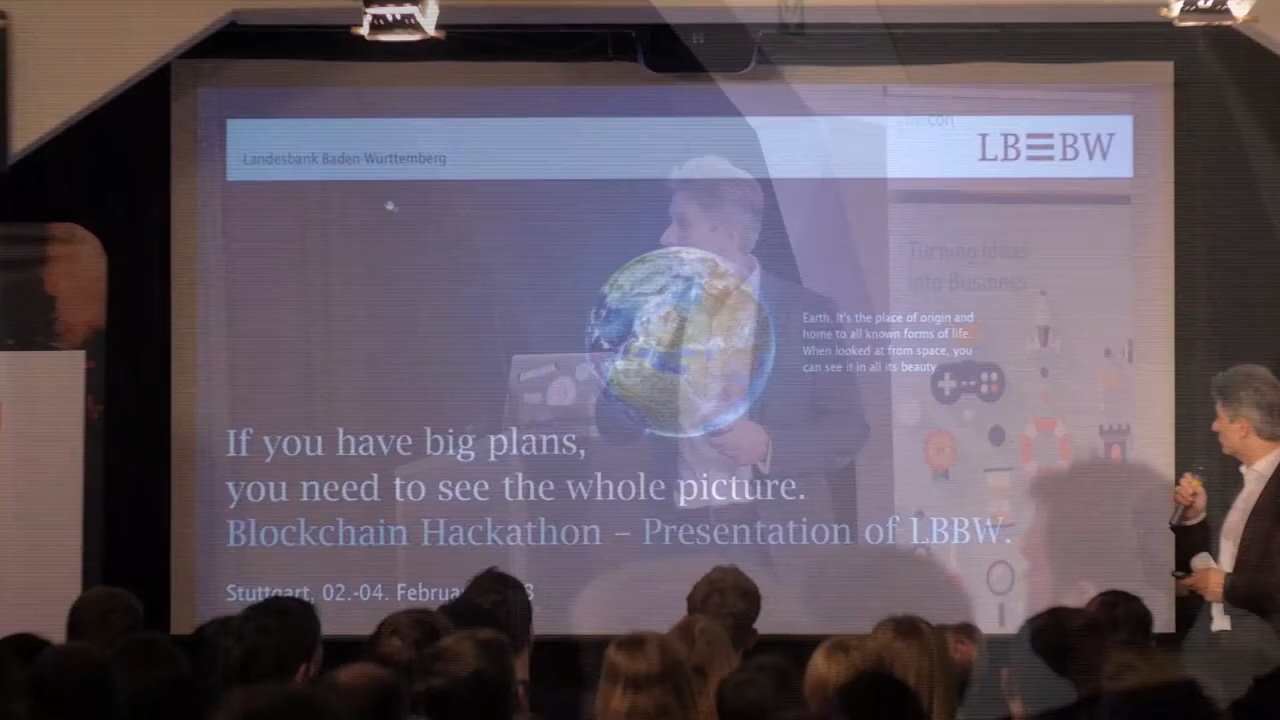 Landesbank Baden-Württemberg
con
LB≡BW
Turning Ideas
into Business
Earth. It's the place of origin and
home to all known forms of life.
When looked at from space, you
can see it in all its beauty
If you have big plans,
you need to see the whole picture.
Blockchain Hackathon – Presentation of LBBW.
Stuttgart, 02.-04.